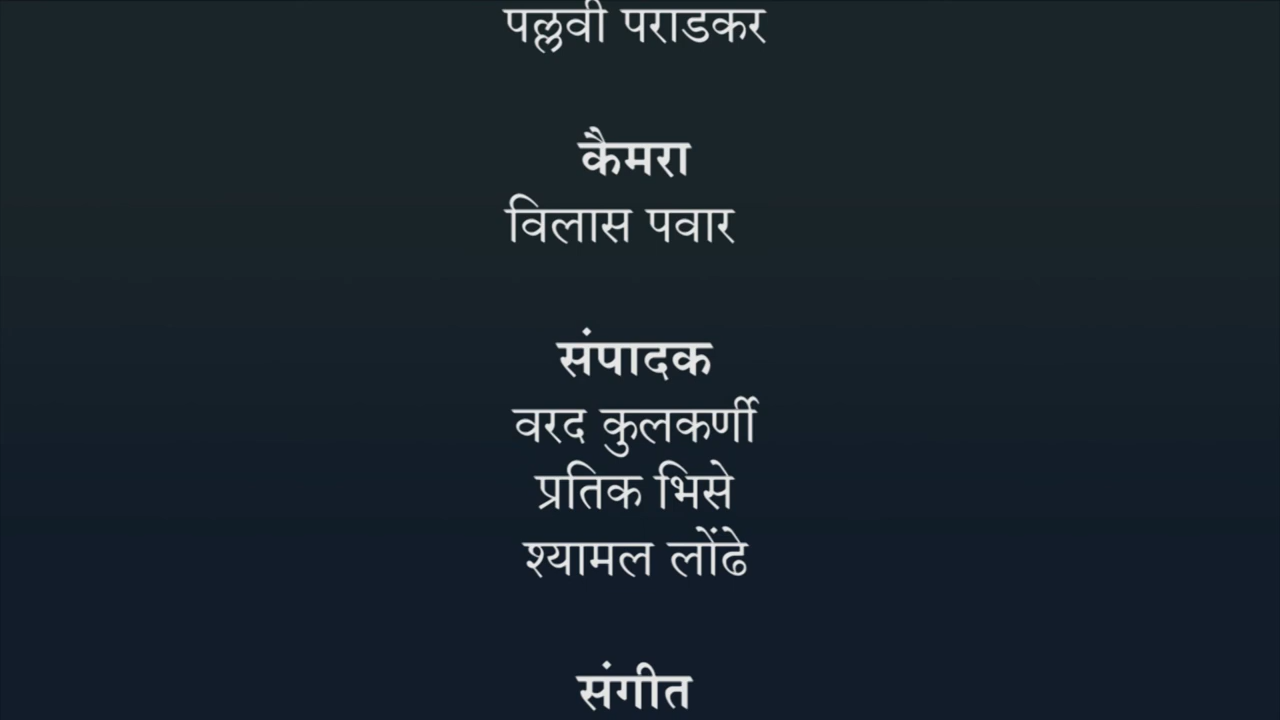 पल्लवी पराडकर
कैमरा
विलास पवार
संपादक
वरद कुलकर्णी
प्रतिक भिसे
श्यामल लोंढे
संगीत